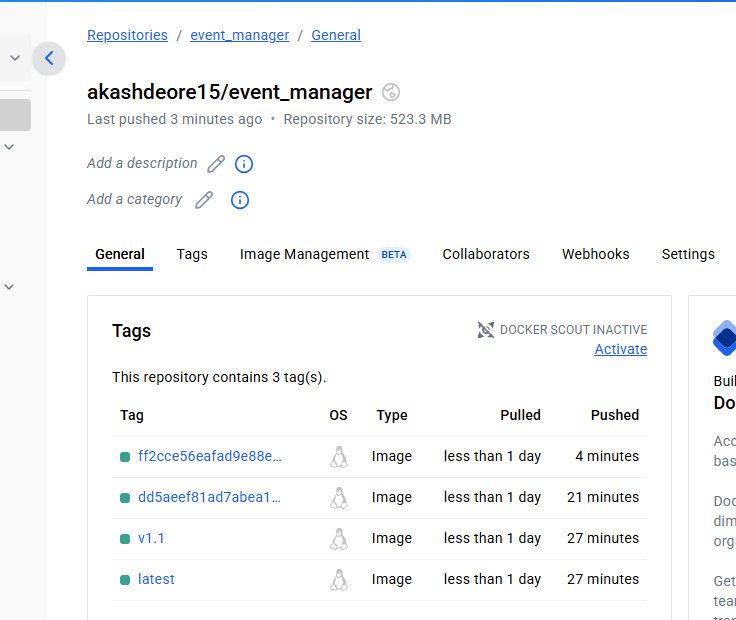 Repositories / event_manager / General
akashdeore15/event_manager
Last pushed 3 minutes ago • Repository size: 523.3 MB
Add a description
Add a category
General Tags Image Management BETA Collaborators Webhooks Settings
Tags
DOCKER SCOUT INACTIVE
Activate
This repository contains 3 tag(s).
Tag OS Type Pulled Pushed
ff2cce56eafad9e88e... Image less than 1 day 4 minutes
dd5aeef81ad7abea1... Image less than 1 day 21 minutes
v1.1 Image less than 1 day 27 minutes
latest Image less than 1 day 27 minutes
Buil
Do
Acc
bas
Doc
dim
orga
Get
tea